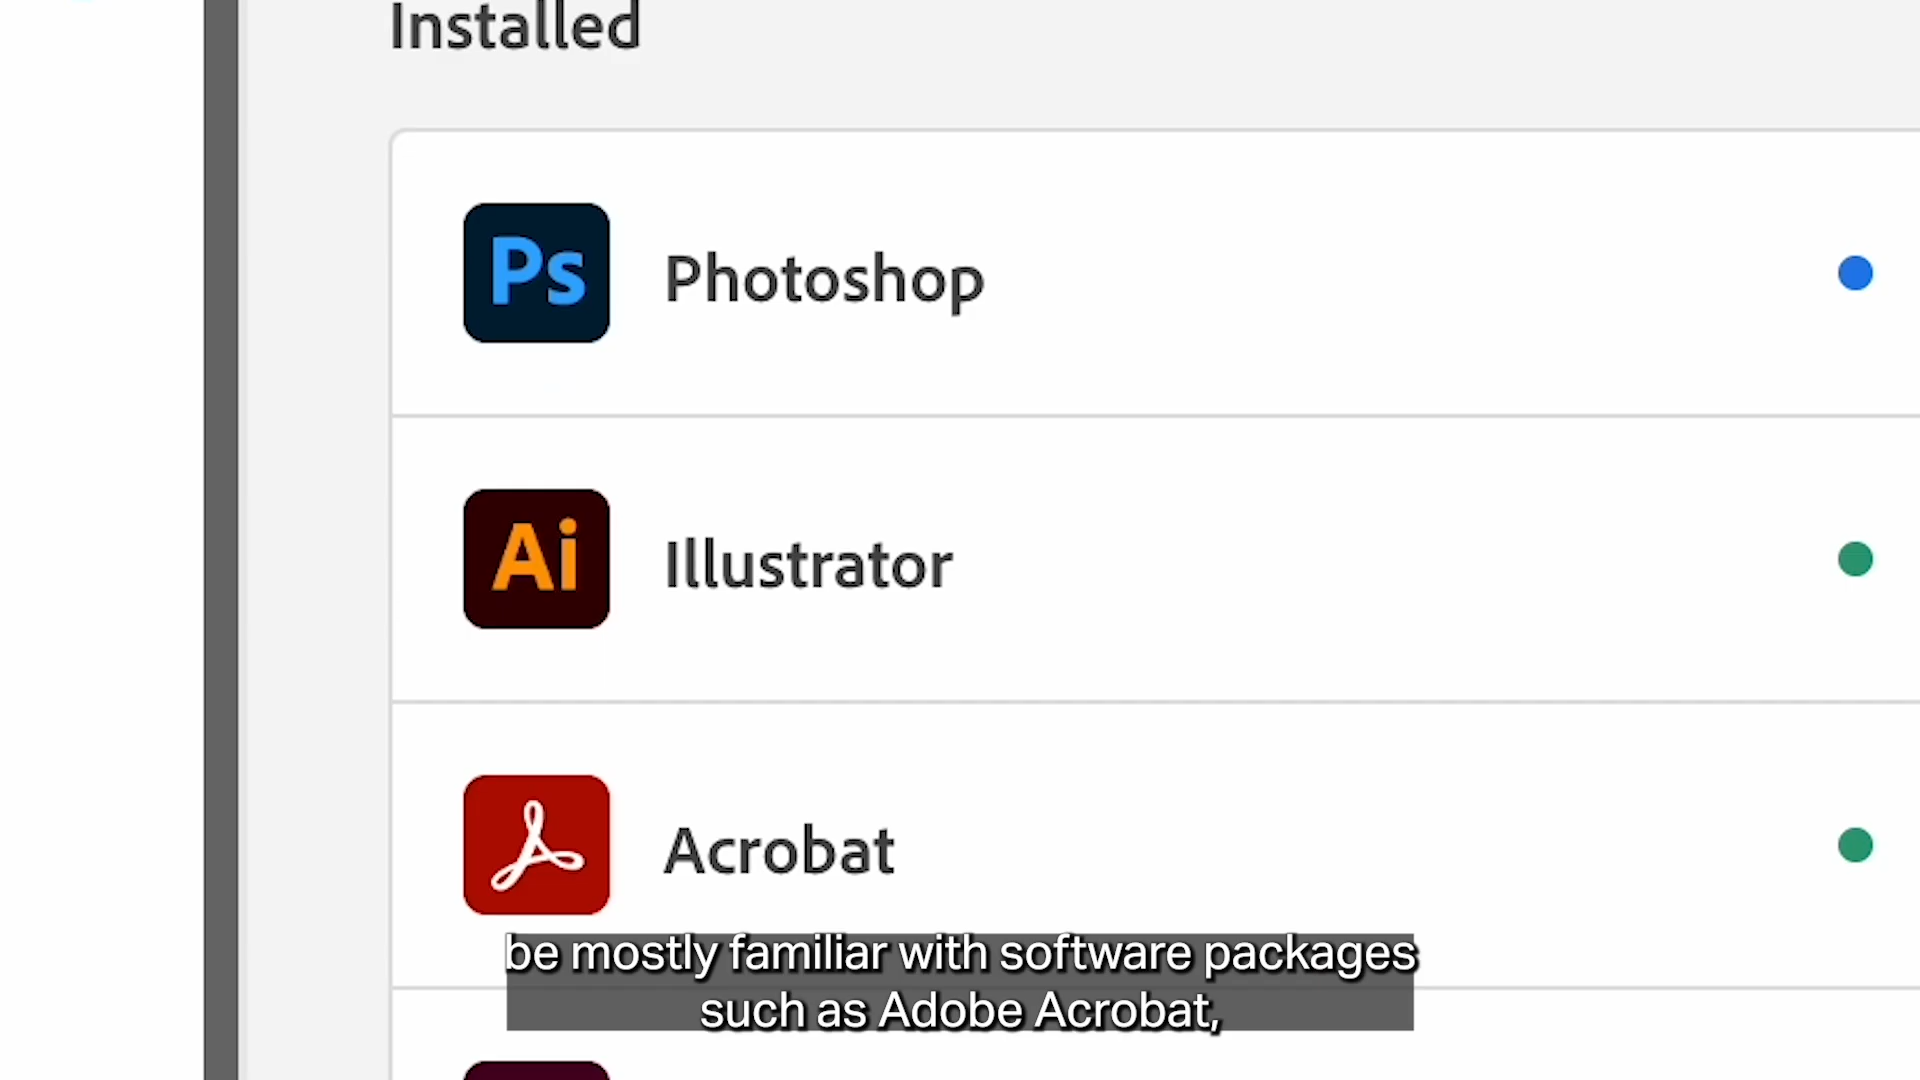 Installed
Ps Photoshop
Ai Illustrator
Acrobat
be mostly familiar with software packages
such as Adobe Acrobat,